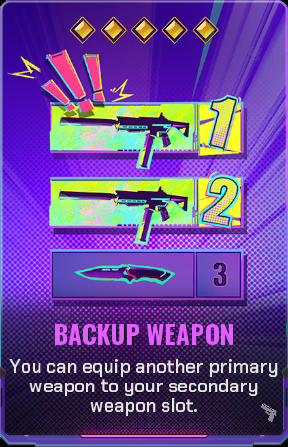 !!!
1
2
3
BACKUP WEAPON
You can equip another primary
weapon to your secondary
weapon slot.